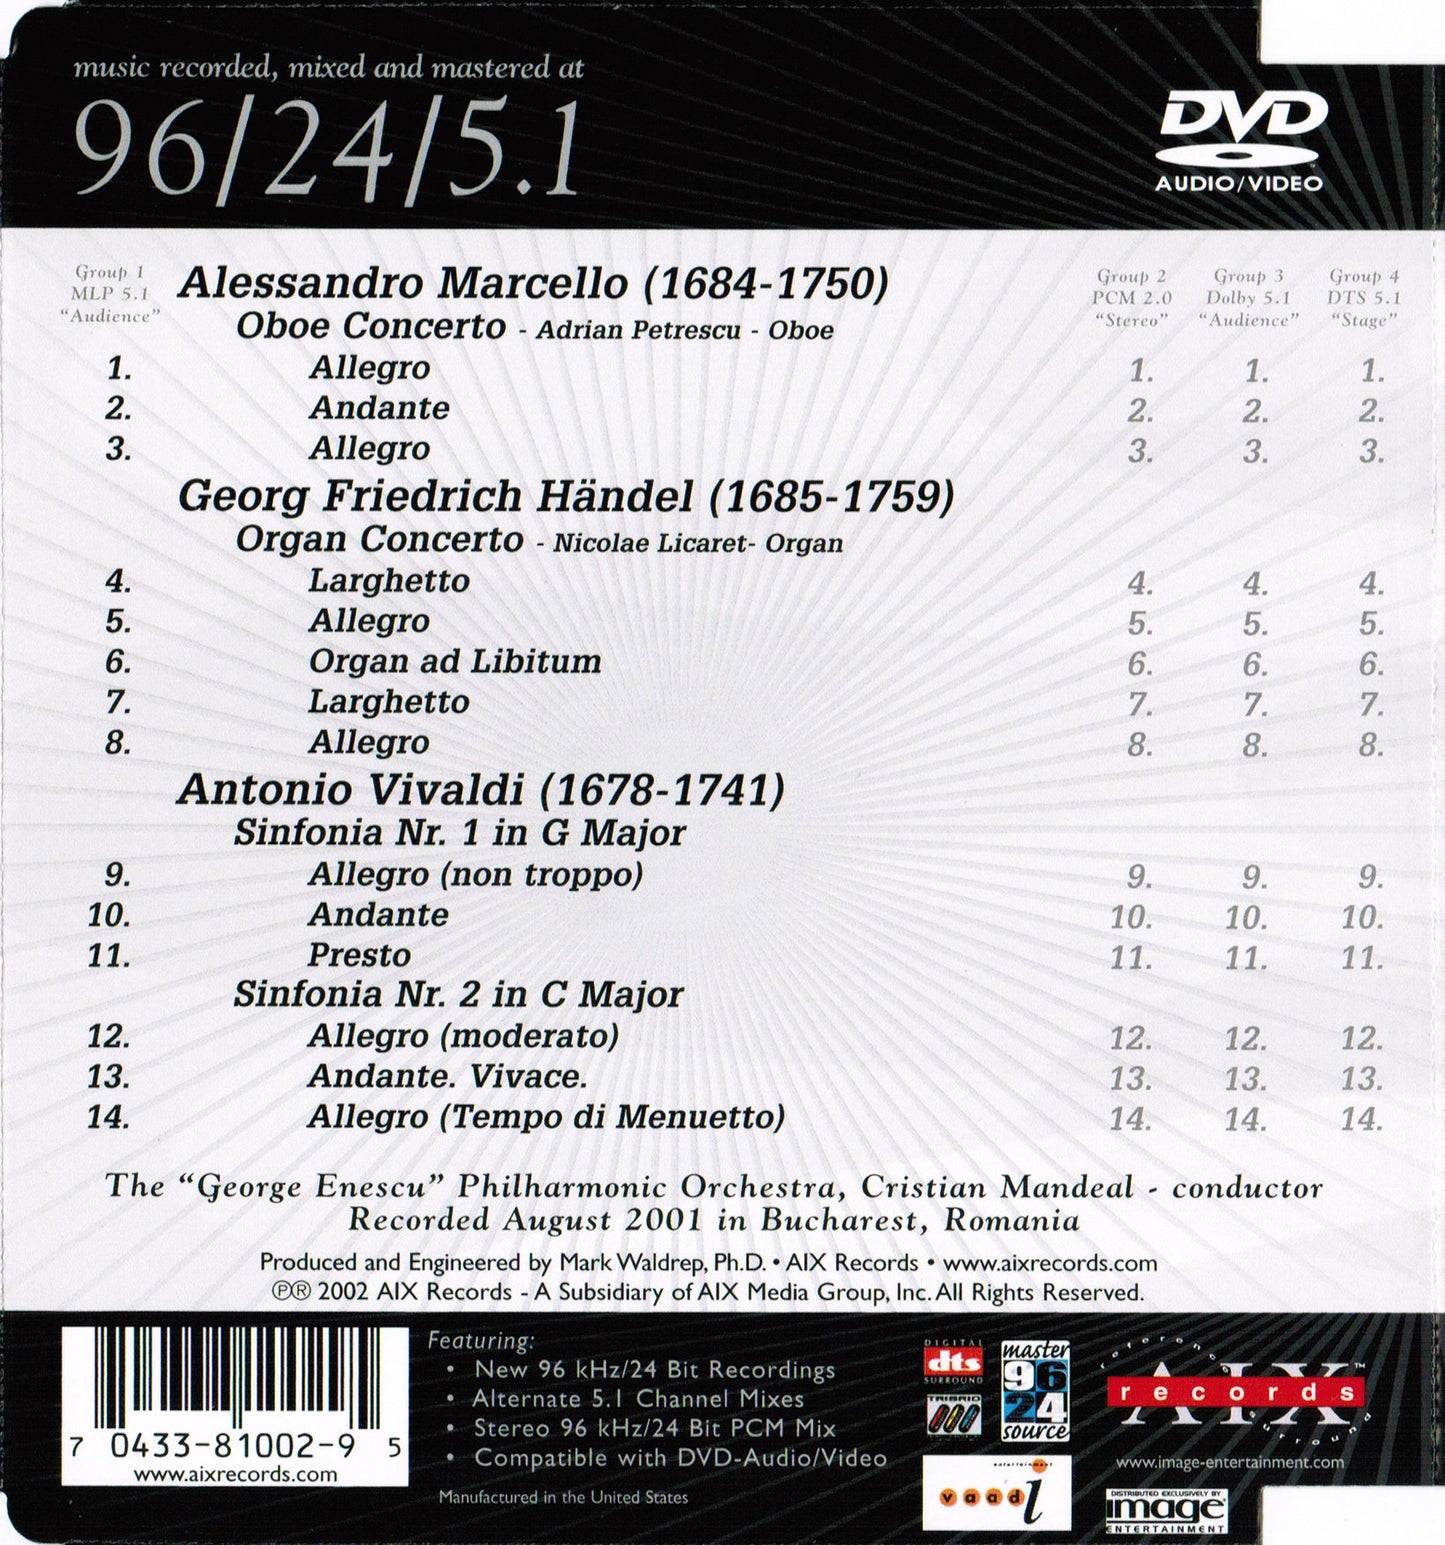 music recorded, mixed and mastered at
96/24/5.1
DVD
AUDIO/VIDEO
Group 1
MLP 5.1
“Audience”
Group 2 Group 3 Group 4
PCM 2.0 Dolby 5.1 DTS 5.1
“Stereo” “Audience” “Stage”
Alessandro Marcello (1684-1750)
Oboe Concerto - Adrian Petrescu - Oboe
1. Allegro 1. 1. 1.
2. Andante 2. 2. 2.
3. Allegro 3. 3. 3.
Georg Friedrich Händel (1685-1759)
Organ Concerto - Nicolae Licaret- Organ
4. Larghetto 4. 4. 4.
5. Allegro 5. 5. 5.
6. Organ ad Libitum 6. 6. 6.
7. Larghetto 7. 7. 7.
8. Allegro 8. 8. 8.
Antonio Vivaldi (1678-1741)
Sinfonia Nr. 1 in G Major
9. Allegro (non troppo) 9. 9. 9.
10. Andante 10. 10. 10.
11. Presto 11. 11. 11.
Sinfonia Nr. 2 in C Major
12. Allegro (moderato) 12. 12. 12.
13. Andante. Vivace. 13. 13. 13.
14. Allegro (Tempo di Menuetto) 14. 14. 14.
The “George Enescu” Philharmonic Orchestra, Cristian Mandeal - conductor
Recorded August 2001 in Bucharest, Romania
Produced and Engineered by Mark Waldrep, Ph.D. • AIX Records • www.aixrecords.com
℗® 2002 AIX Records - A Subsidiary of AIX Media Group, Inc. All Rights Reserved.
7 0433-81002-9 5
www.aixrecords.com
Featuring:
• New 96 kHz/24 Bit Recordings
• Alternate 5.1 Channel Mixes
• Stereo 96 kHz/24 Bit PCM Mix
• Compatible with DVD-Audio/Video
Manufactured in the United States
DIGITAL
dts
SURROUND
master
96
24
source
entertainment
vaadi
reference
AIX™
records
surround
www.image-entertainment.com
DISTRIBUTED EXCLUSIVELY BY
image
ENTERTAINMENT